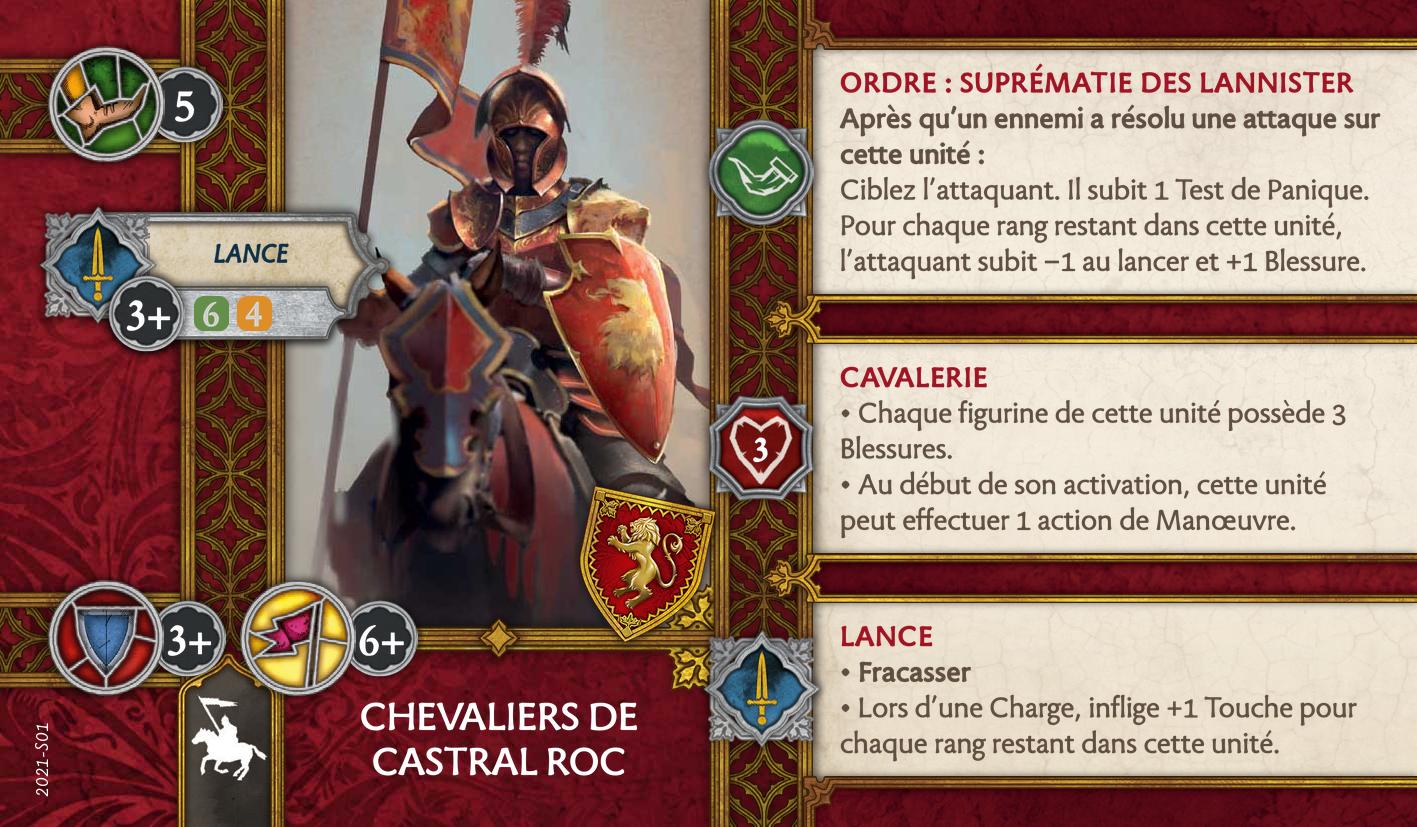 5
LANCE
3+ 6 4
3+
6+
CHEVALIERS DE
CASTRAL ROC
2021-S01
ORDRE : SUPRÉMATIE DES LANNISTER
Après qu'un ennemi a résolu une attaque sur
cette unité :
Ciblez l'attaquant. Il subit 1 Test de Panique.
Pour chaque rang restant dans cette unité,
l'attaquant subit –1 au lancer et +1 Blessure.
3
CAVALERIE
• Chaque figurine de cette unité possède 3
Blessures.
• Au début de son activation, cette unité
peut effectuer 1 action de Manœuvre.
LANCE
• Fracasser
• Lors d'une Charge, inflige +1 Touche pour
chaque rang restant dans cette unité.